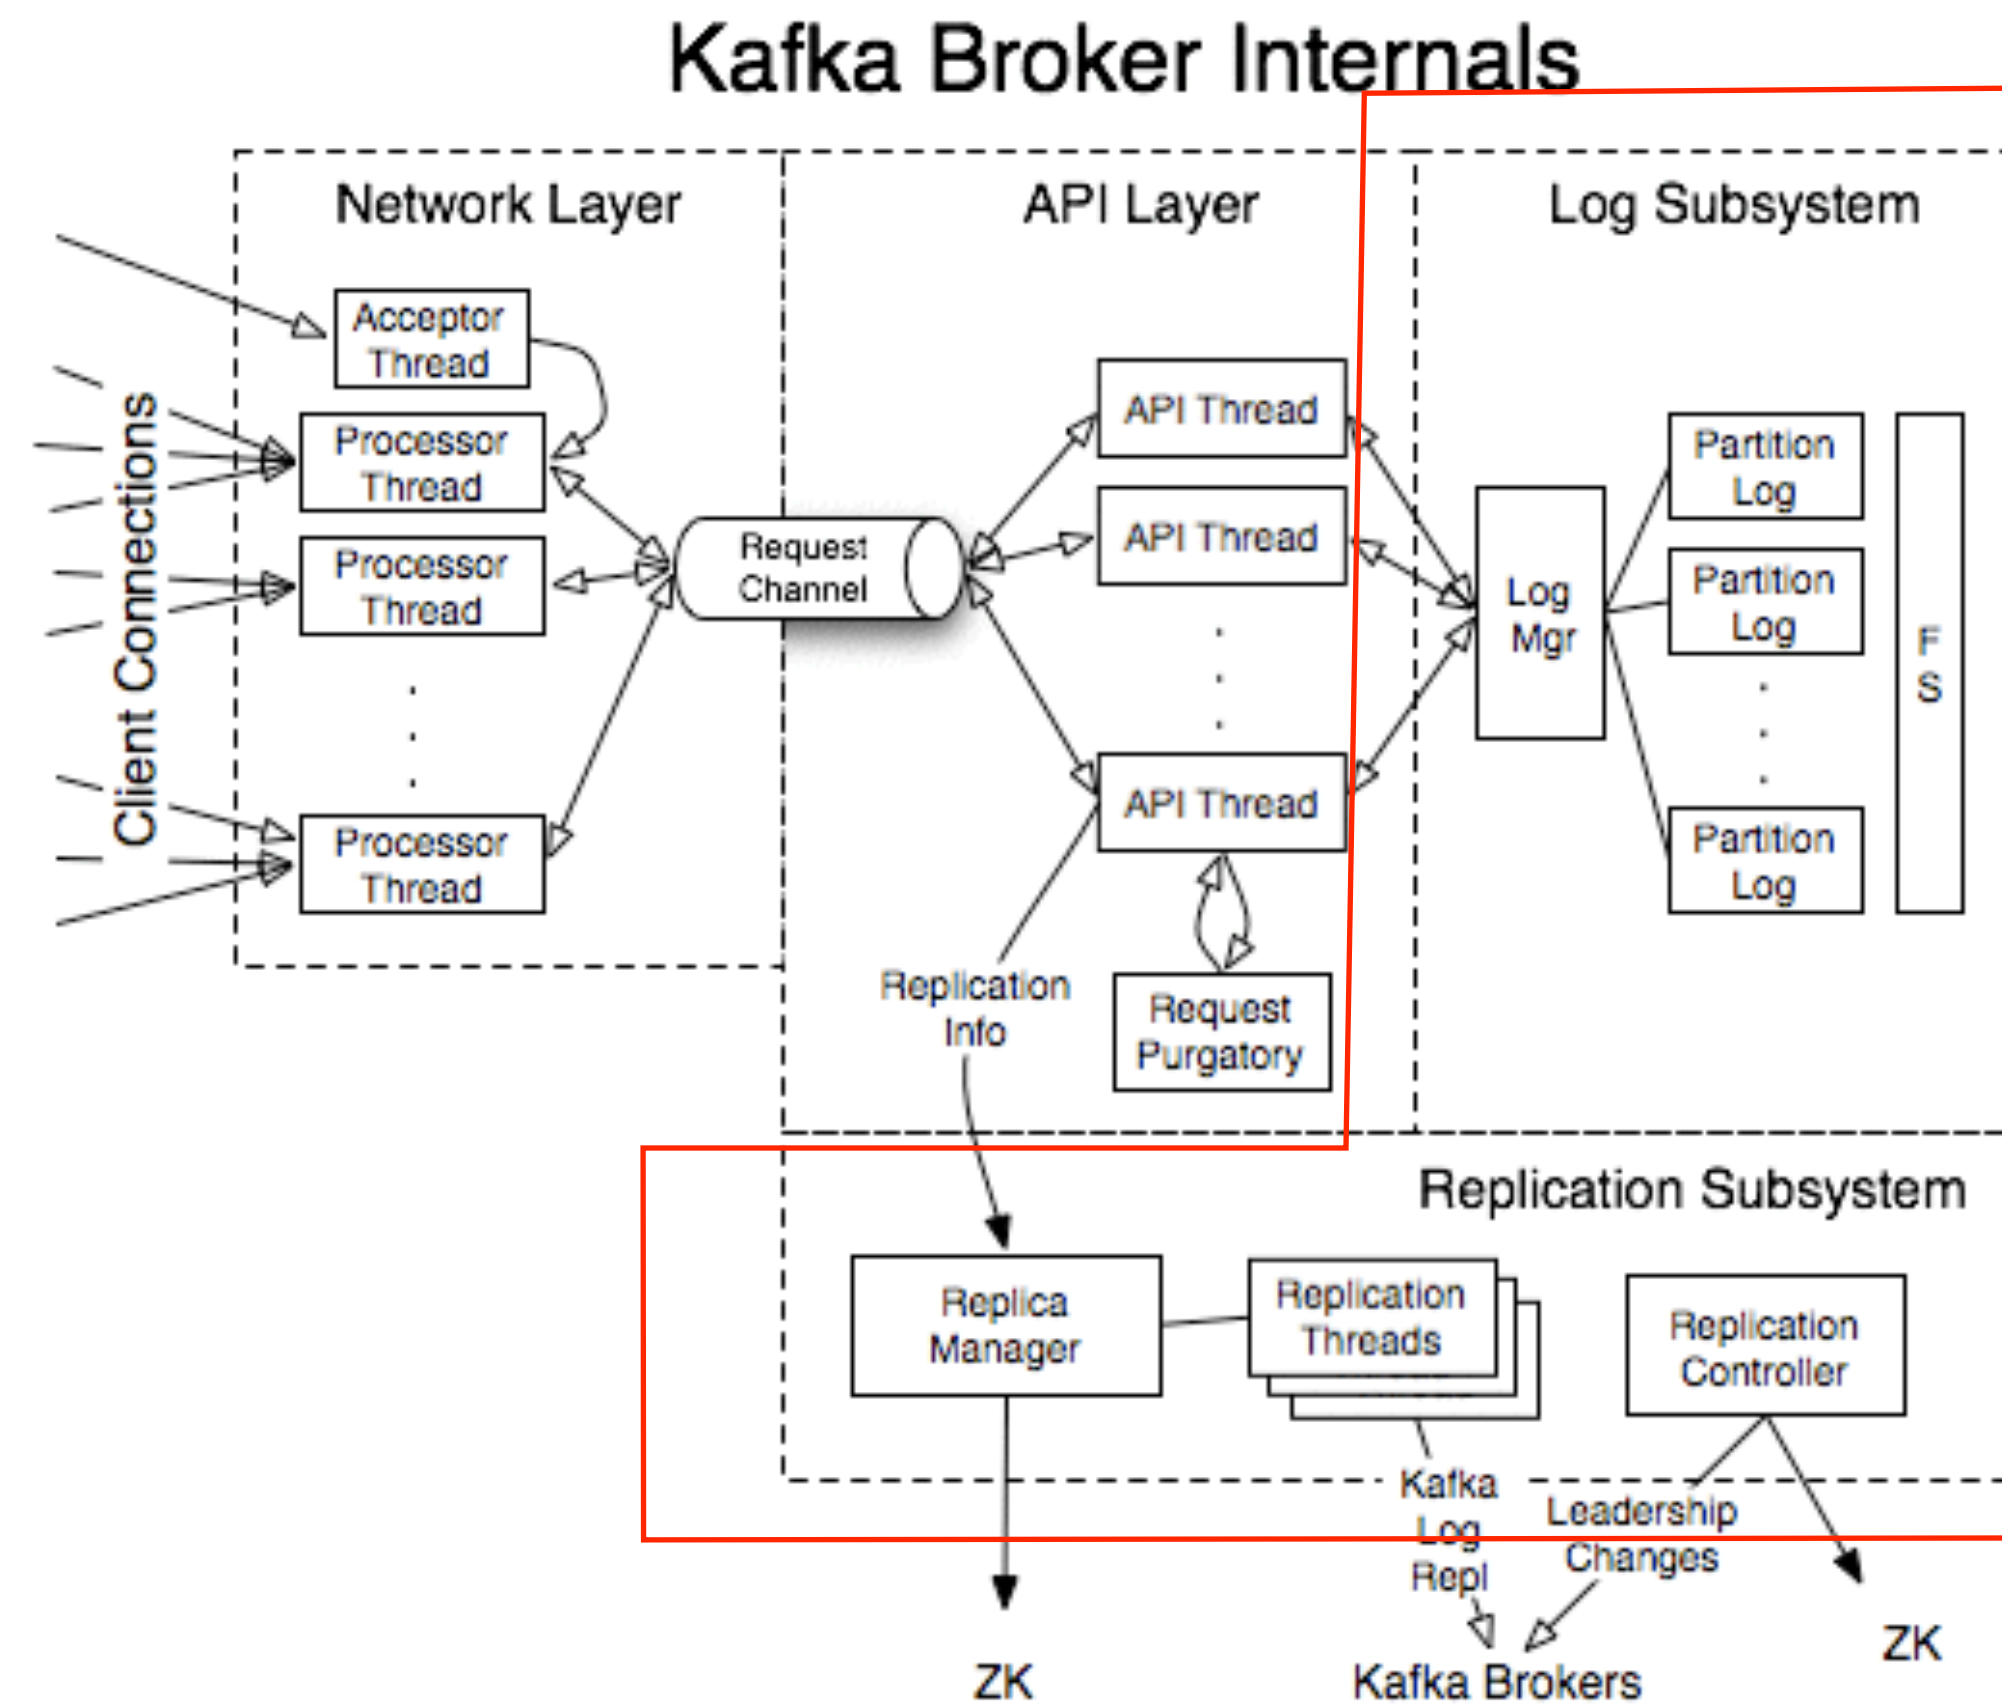 Kafka Broker Internals
Network Layer
API Layer
Log Subsystem
Client Connections
Acceptor
Thread
Processor
Thread
Processor
Thread
Processor
Thread
Request
Channel
API Thread
API Thread
API Thread
Replication
Info
Request
Purgatory
Log
Mgr
Partition
Log
Partition
Log
Partition
Log
F
S
Replication Subsystem
Replica
Manager
Replication
Threads
Replication
Controller
Kafka
Log
Repl
Leadership
Changes
ZK
Kafka Brokers
ZK